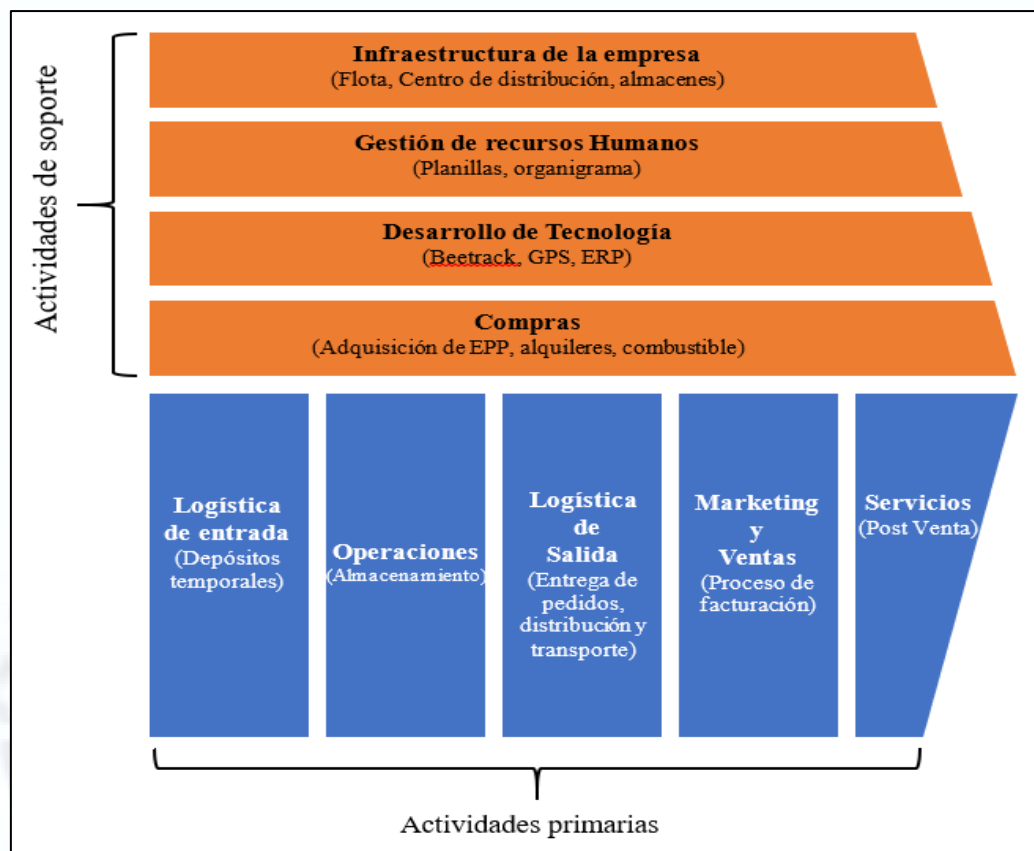 Actividades de soporte
Infraestructura de la empresa
(Flota, Centro de distribución, almacenes)
Gestión de recursos Humanos
(Planillas, organigrama)
Desarrollo de Tecnología
(Beetrack, GPS, ERP)
Compras
(Adquisición de EPP, alquileres, combustible)
Logística
de entrada
(Depósitos
temporales)
Operaciones
(Almacenamiento)
Logística
de
Salida
(Entrega de
pedidos,
distribución y
transporte)
Marketing
y
Ventas
(Proceso de
facturación)
Servicios
(Post Venta)
Actividades primarias